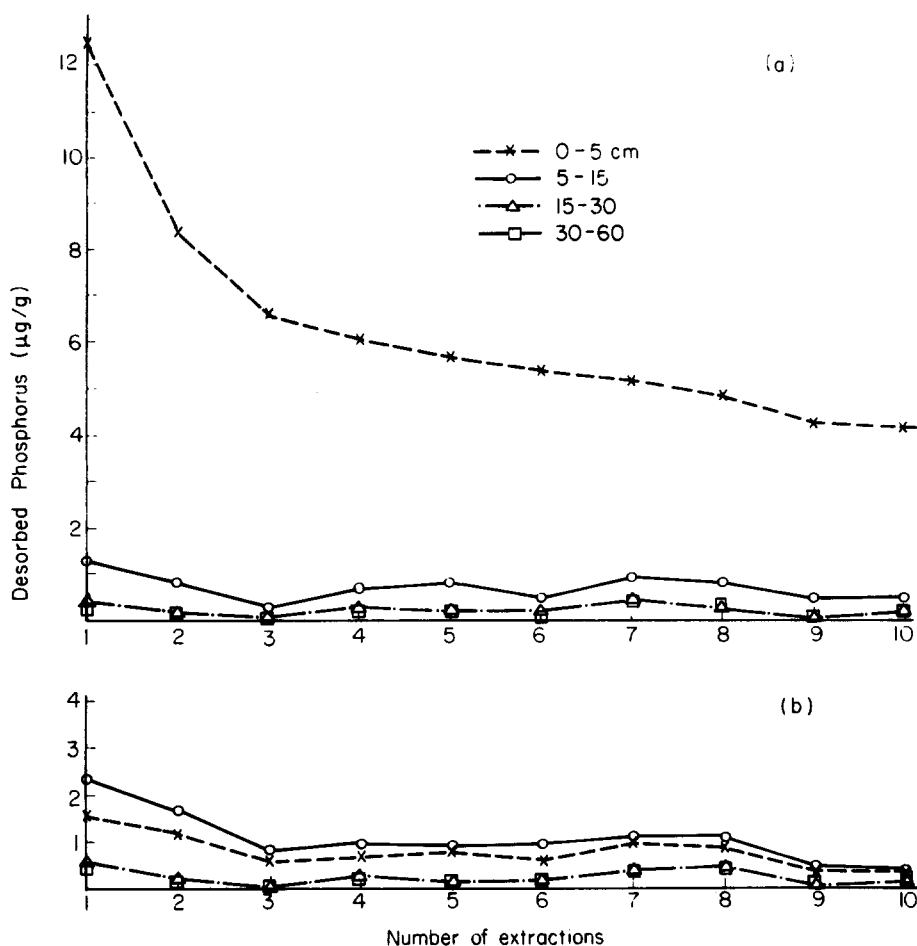 (a)
12
10
8
6
4
2
0-5 cm
5-15
15-30
30-60
Desorbed Phosphorus (μg/g)
1 2 3 4 5 6 7 8 9 10
(b)
4
3
2
1
1 2 3 4 5 6 7 8 9 10
Number of extractions